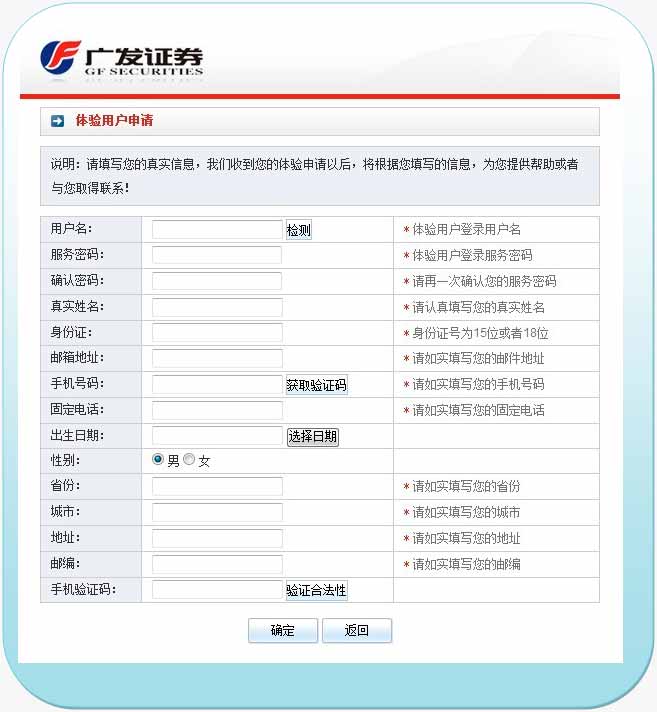 广发证券
GF SECURITIES
体验用户申请
说明：请填写您的真实信息，我们收到您的体验申请以后，将根据您填写的信息，为您提供帮助或者
与您取得联系！
用户名： 检测 *体验用户登录用户名
服务密码： *体验用户登录服务密码
确认密码： *请再一次确认您的服务密码
真实姓名： *请认真填写您的真实姓名
身份证： *身份证号为15位或者18位
邮箱地址： *请如实填写您的邮件地址
手机号码： 获取验证码 *请如实填写您的手机号码
固定电话： *请如实填写您的固定电话
出生日期： 选择日期
性别： 男 女
省份： *请如实填写您的省份
城市： *请如实填写您的城市
地址： *请如实填写您的地址
邮编： *请如实填写您的邮编
手机验证码： 验证合法性
确定 返回